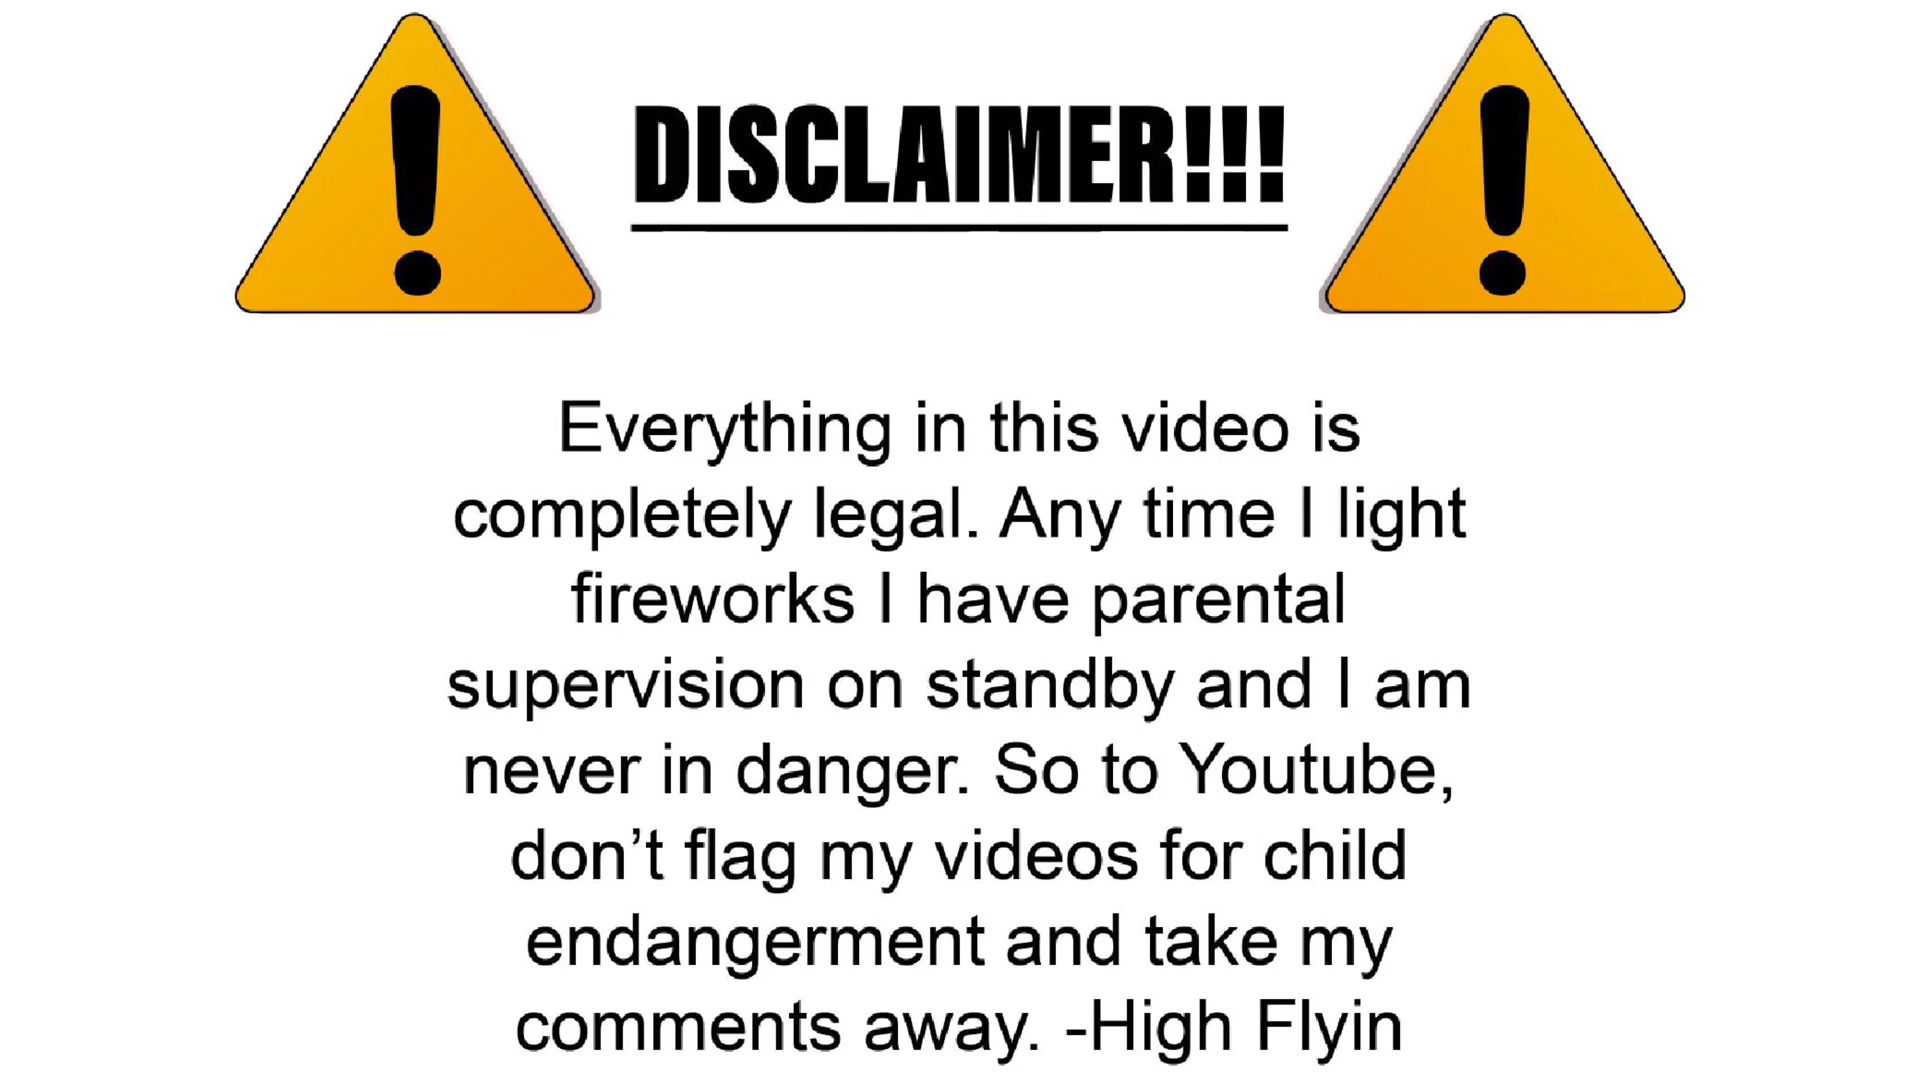 DISCLAIMER!!!
Everything in this video is
completely legal. Any time I light
fireworks I have parental
supervision on standby and I am
never in danger. So to Youtube,
don’t flag my videos for child
endangerment and take my
comments away. -High Flyin